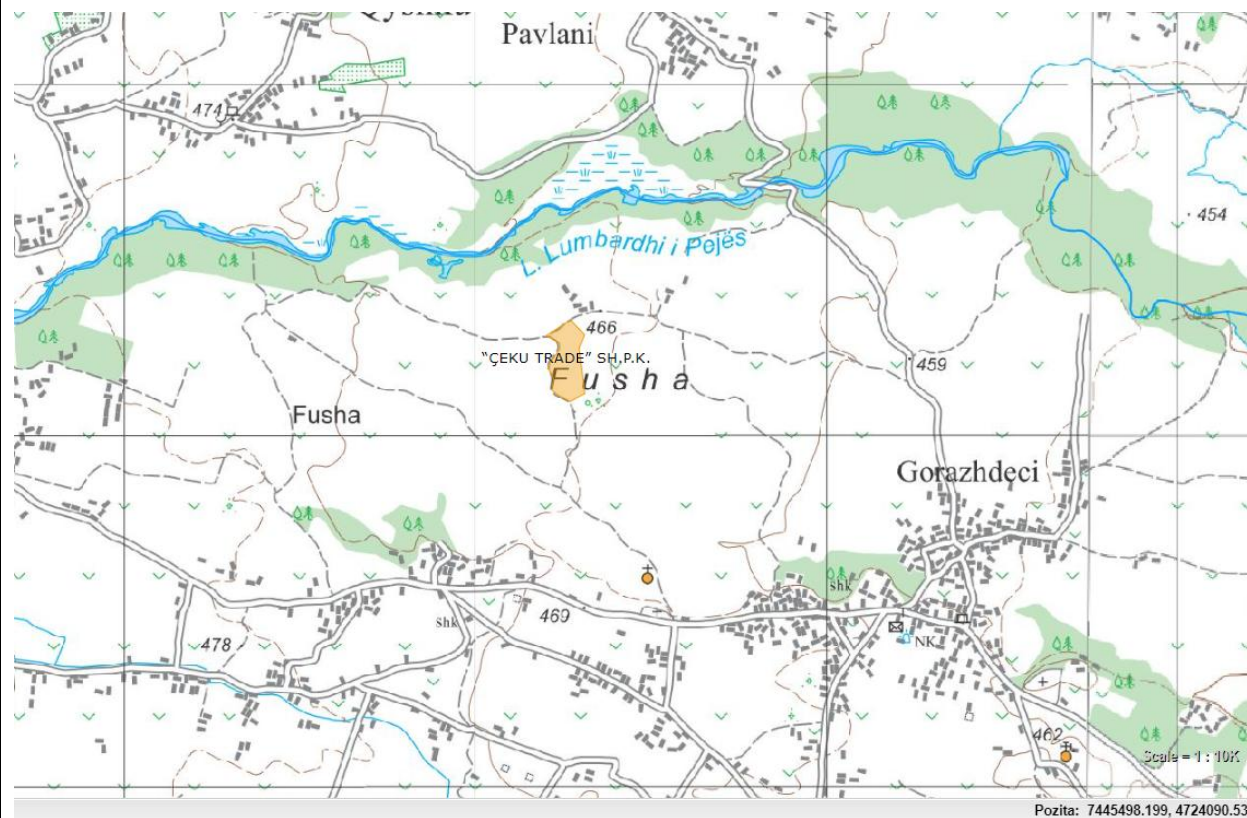 Pavlani
474
454
L. Lumbardhi i Pejës
466
"ÇEKU TRADE" SH.P.K.
Fusha
459
Fusha
Gorazhdeci
shk
469
shk
478
NK
462
Scale = 1 : 10K
Pozita: 7445498.199, 4724090.53